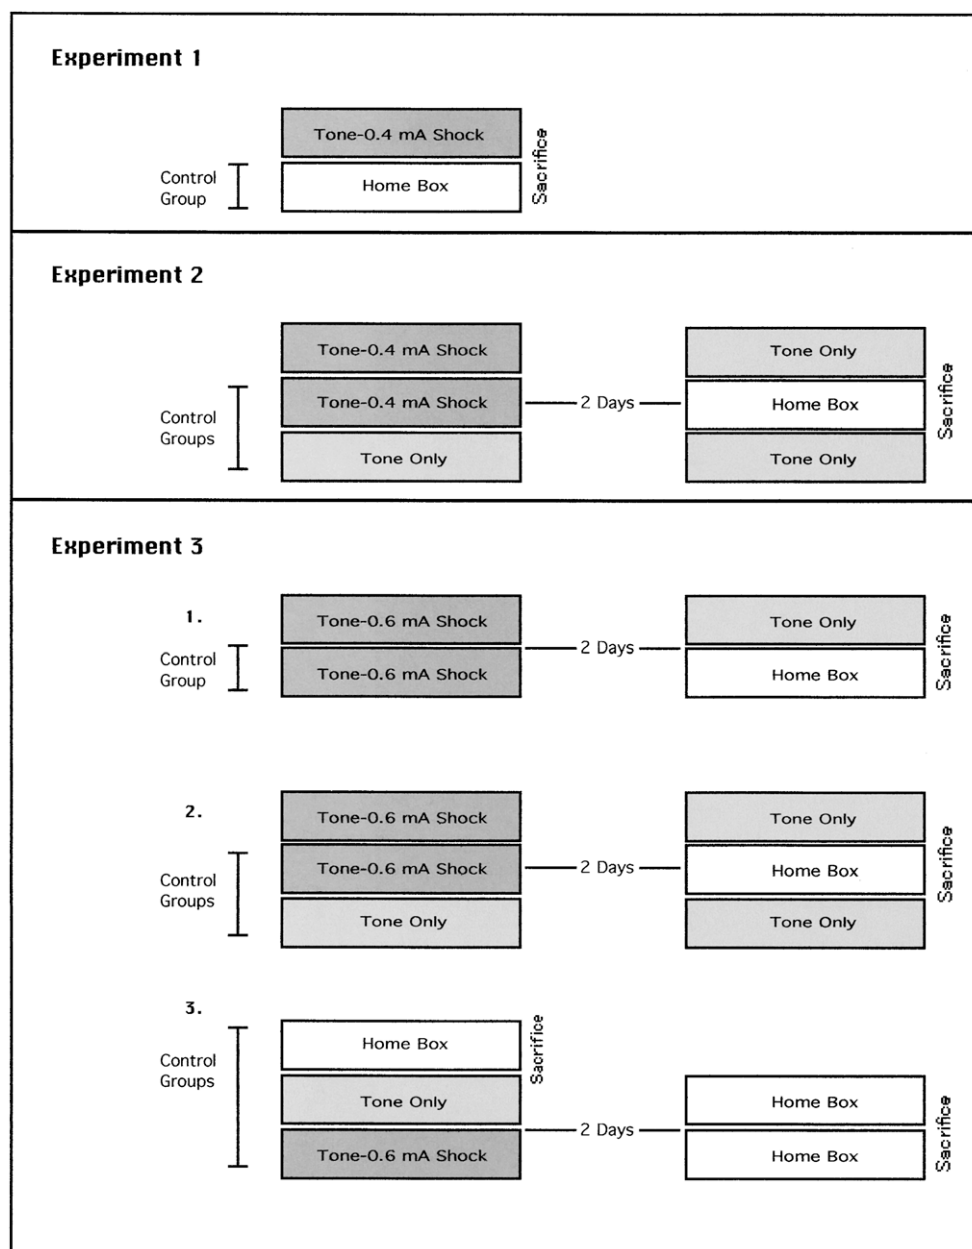 Experiment 1
Tone-0.4 mA Shock
Control
Group
Home Box
Sacrifice
Experiment 2
Tone-0.4 mA Shock
Tone Only
Control
Groups
Tone-0.4 mA Shock
2 Days
Home Box
Tone Only
Tone Only
Sacrifice
Experiment 3
1.
Tone-0.6 mA Shock
Tone Only
Control
Group
Tone-0.6 mA Shock
2 Days
Home Box
Sacrifice
2.
Tone-0.6 mA Shock
Tone Only
Control
Groups
Tone-0.6 mA Shock
2 Days
Home Box
Tone Only
Tone Only
Sacrifice
3.
Control
Groups
Home Box
Sacrifice
Tone Only
Home Box
Tone-0.6 mA Shock
2 Days
Home Box
Sacrifice